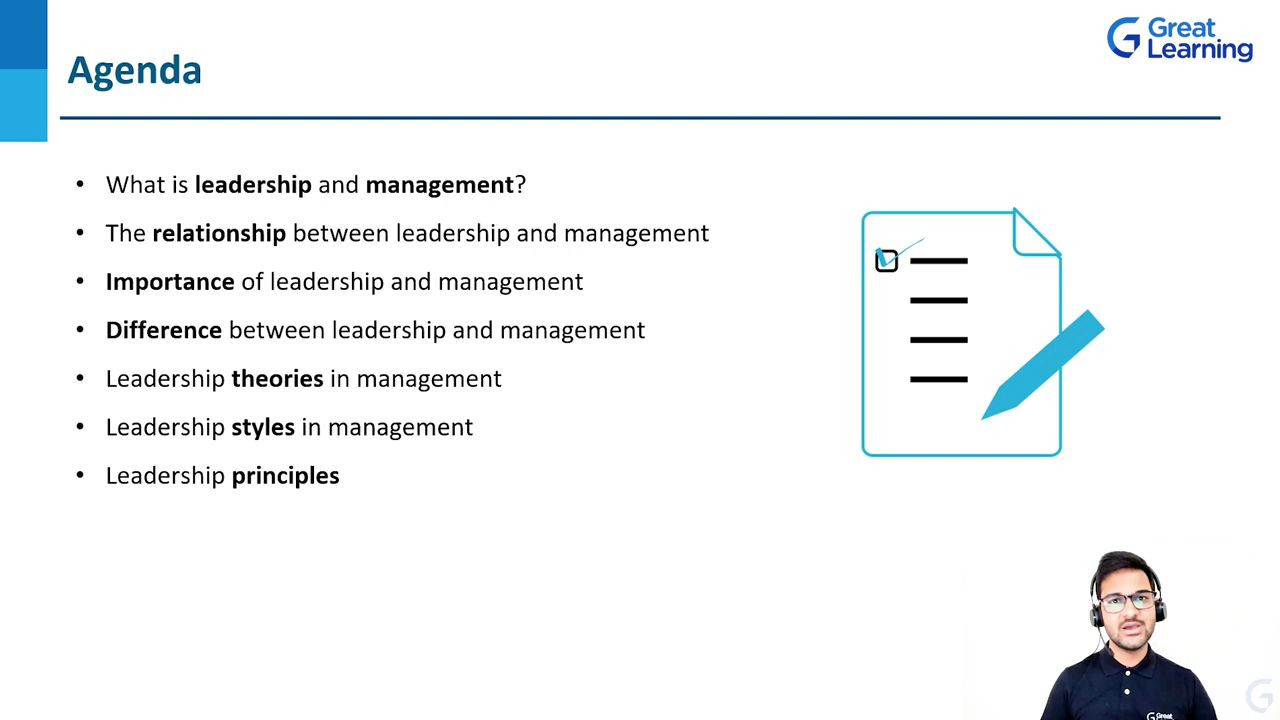 Great
Learning
Agenda
• What is leadership and management?
• The relationship between leadership and management
• Importance of leadership and management
• Difference between leadership and management
• Leadership theories in management
• Leadership styles in management
• Leadership principles
Great